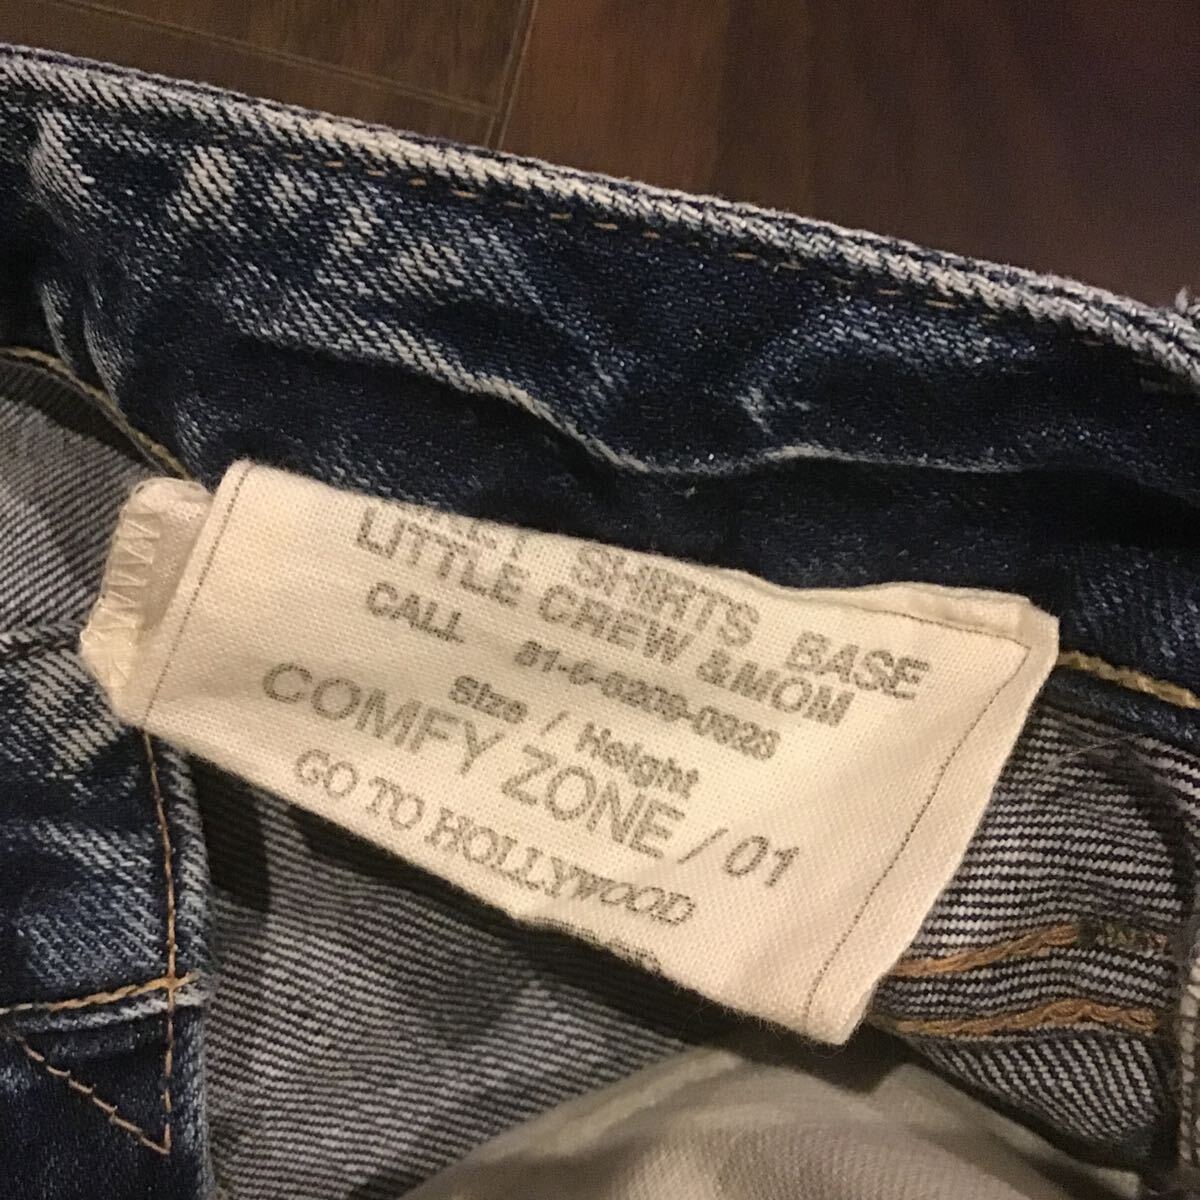 SHIRTS BASE
LITTLE CREW &MOM
CALL
Size / Height
COMFY ZONE / 01
GO TO HOLLYWOOD